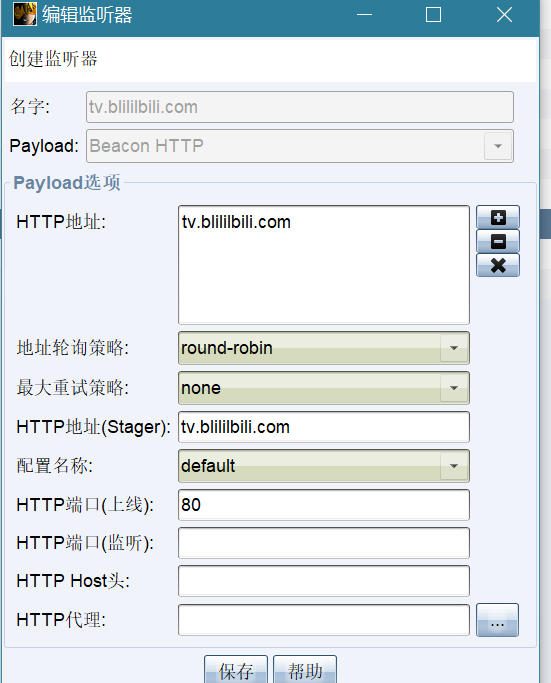 编辑监听器
创建监听器
名字: tv.blililbili.com
Payload: Beacon HTTP
Payload选项
HTTP地址: tv.blililbili.com
地址轮询策略: round-robin
最大重试策略: none
HTTP地址(Stager): tv.blililbili.com
配置名称: default
HTTP端口(上线): 80
HTTP端口(监听):
HTTP Host头:
HTTP代理: ...
保存 帮助